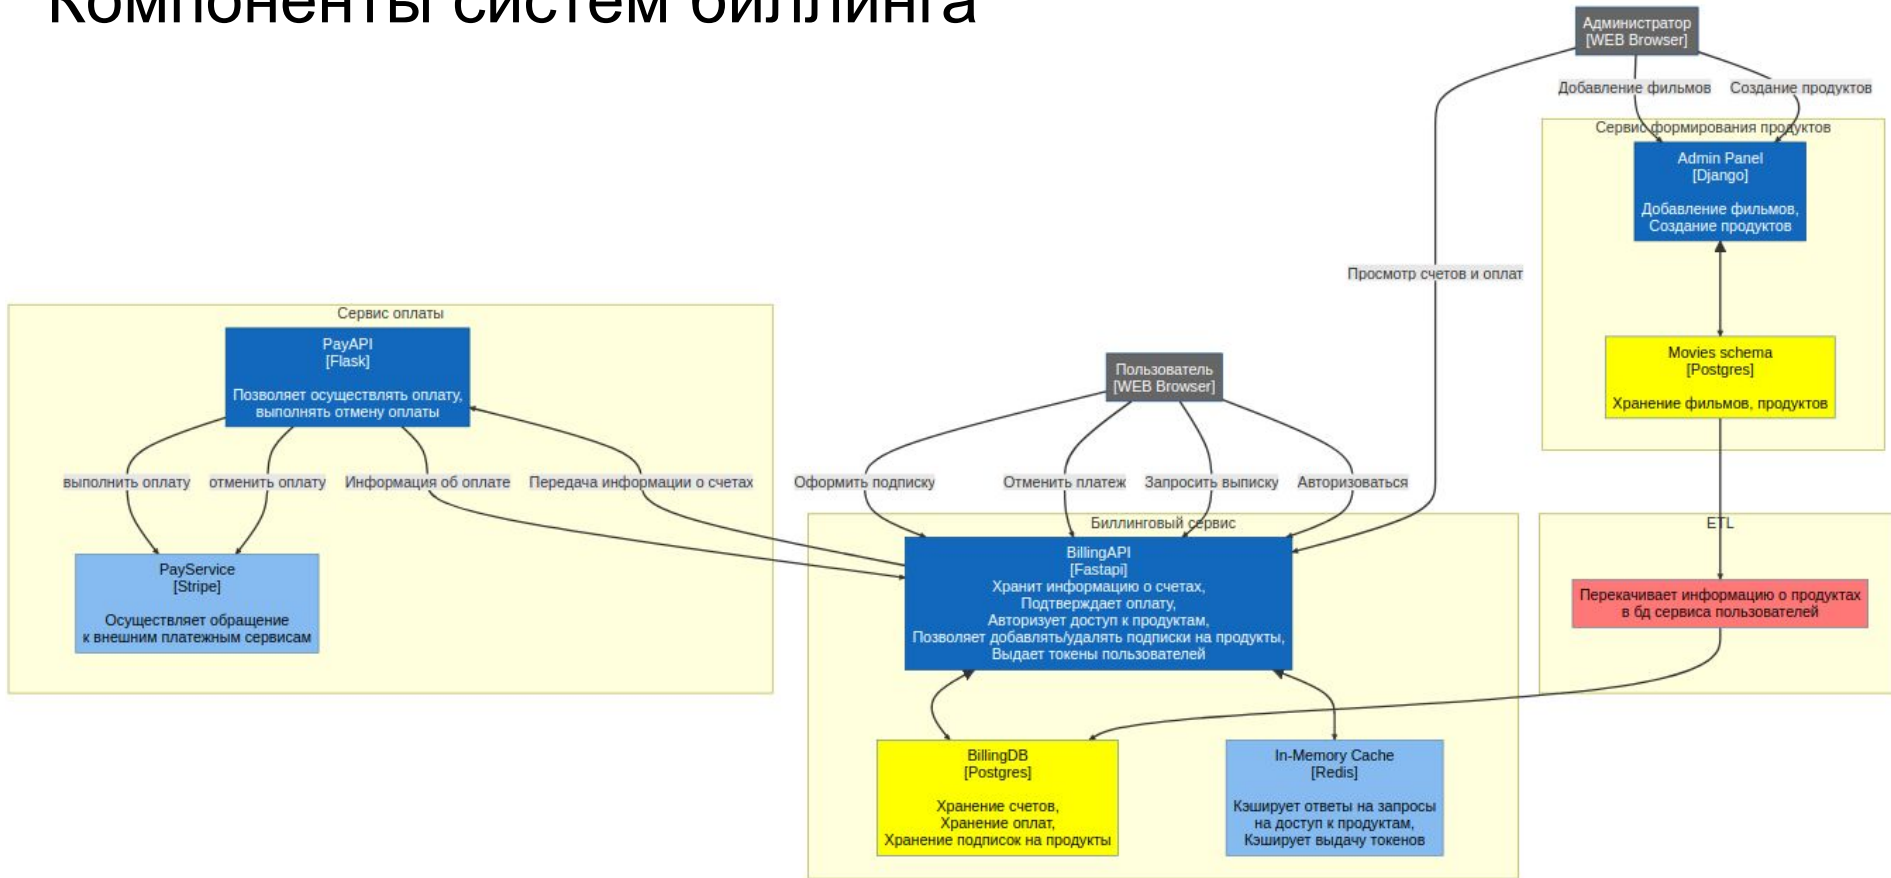 Компоненты систем биллинга
Администратор
[WEB Browser]
Добавление фильмов
Создание продуктов
Сервис формирования продуктов
Admin Panel
[Django]
Добавление фильмов,
Создание продуктов
Просмотр счетов и оплат
Movies schema
[Postgres]
Хранение фильмов, продуктов
Сервис оплаты
PayAPI
[Flask]
Позволяет осуществлять оплату,
выполнять отмену оплаты
выполнить оплату
отменить оплату
Информация об оплате
Передача информации о счетах
PayService
[Stripe]
Осуществляет обращение
к внешним платежным сервисам
Пользователь
[WEB Browser]
Оформить подписку
Отменить платеж
Запросить выписку
Авторизоваться
Биллинговый сервис
BillingAPI
[Fastapi]
Хранит информацию о счетах,
Подтверждает оплату,
Авторизует доступ к продуктам,
Позволяет добавлять/удалять подписки на продукты,
Выдает токены пользователей
ETL
Перекачивает информацию о продуктах
в бд сервиса пользователей
BillingDB
[Postgres]
Хранение счетов,
Хранение оплат,
Хранение подписок на продукты
In-Memory Cache
[Redis]
Кэширует ответы на запросы
на доступ к продуктам,
Кэширует выдачу токенов